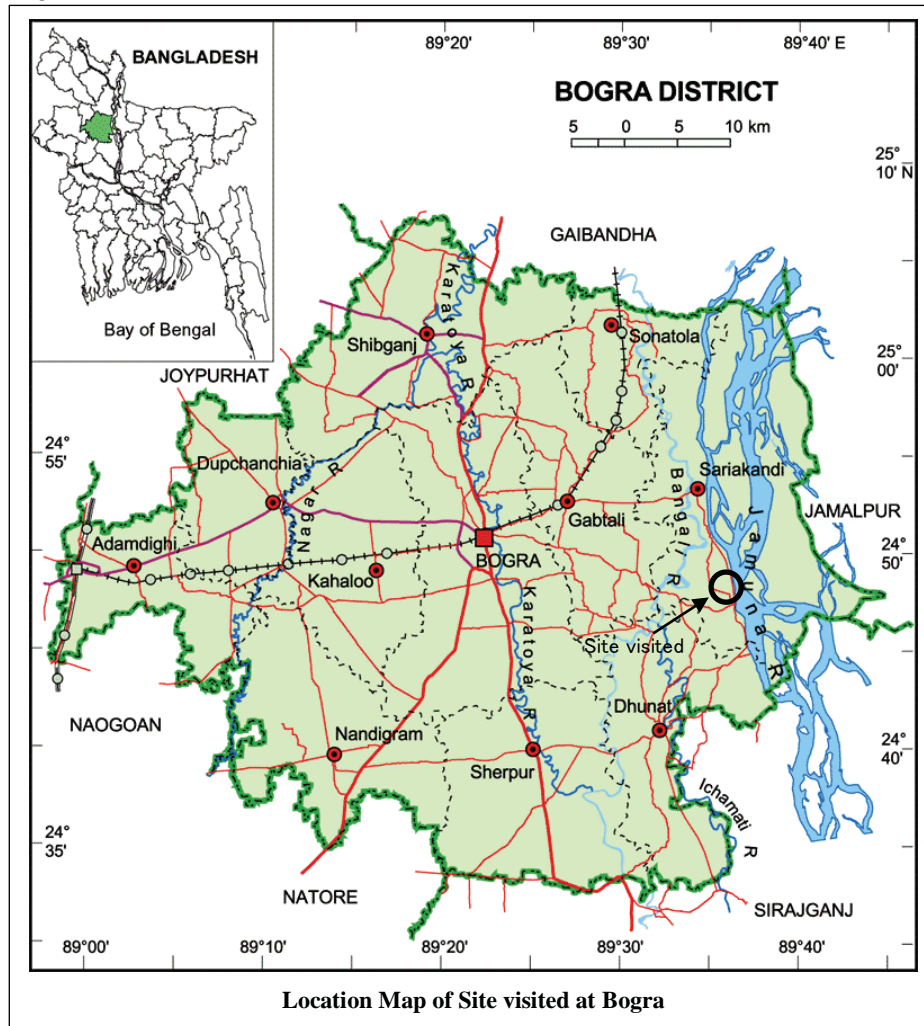 89°20'
89°30'
89°40' E
BANGLADESH
Bay of Bengal
BOGRA DISTRICT
5 0 5 10 km
25°
10' N
GAIBANDHA
Karatoya R
Shibganj
Sonatola
25°
00'
JOYPURHAT
24°
55'
Dupchanchia
Nagar R
Bangali R
Sariakandi
Gabtali
Jamuna R
JAMALPUR
Adamdighi
BOGRA
24°
50'
Kahaloo
Karatoya R
Site visited
NAOGOAN
Dhunat
Nandigram
Sherpur
24°
40'
Ichamati R
24°
35'
NATORE
SIRAJGANJ
89°00'
89°10'
89°20'
89°30'
89°40'
Location Map of Site visited at Bogra